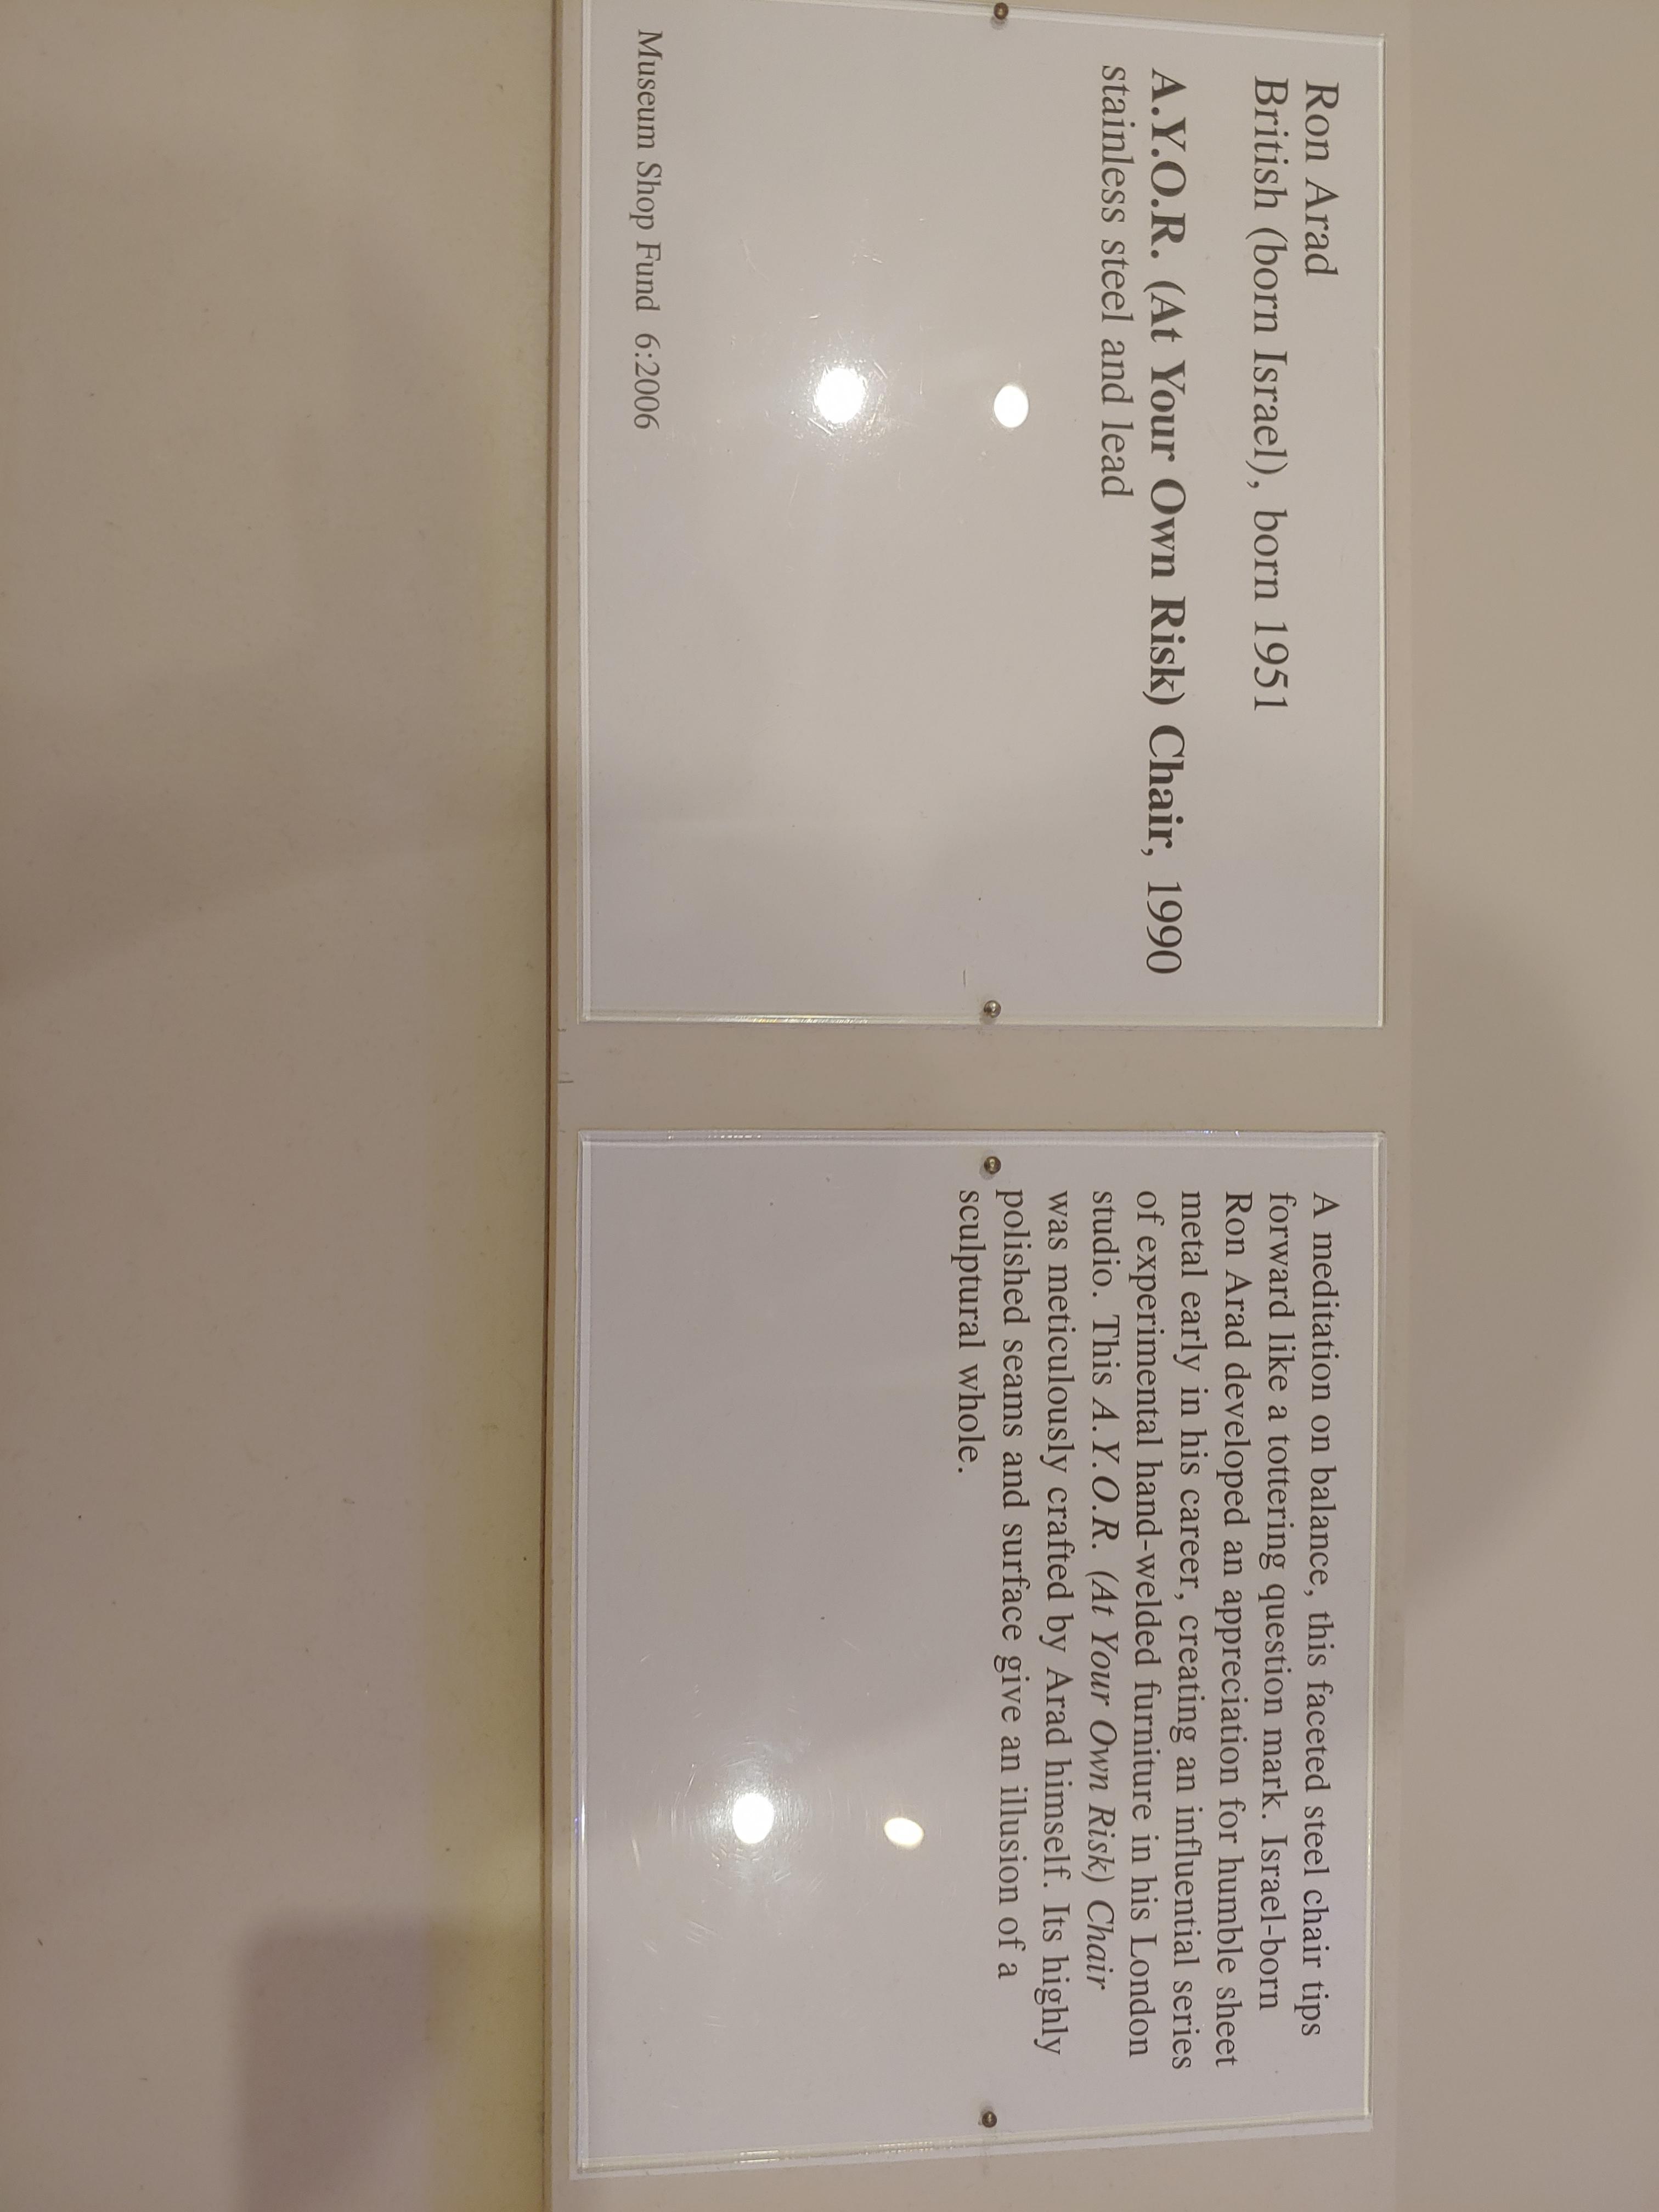 Ron Arad
British (born Israel), born 1951
A.Y.O.R. (At Your Own Risk) Chair, 1990
stainless steel and lead
Museum Shop Fund 6:2006
A meditation on balance, this faceted steel chair tips
forward like a tottering question mark. Israel-born
Ron Arad developed an appreciation for humble sheet
metal early in his career, creating an influential series
of experimental hand-welded furniture in his London
studio. This A.Y.O.R. (At Your Own Risk) Chair
was meticulously crafted by Arad himself. Its highly
polished seams and surface give an illusion of a
sculptural whole.